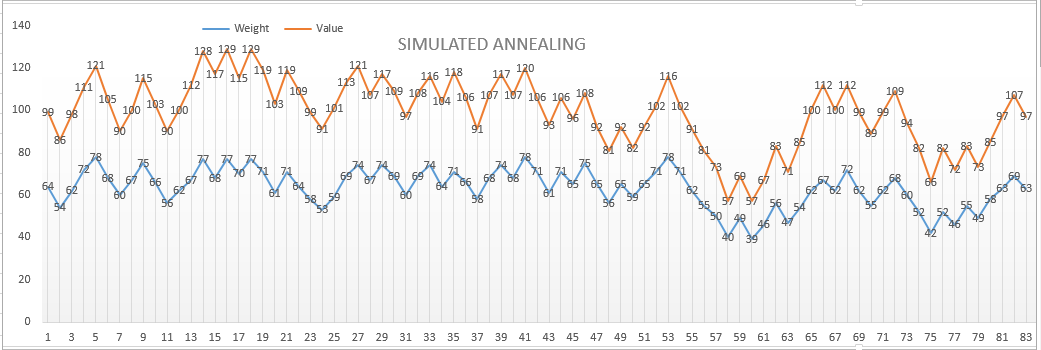 140
Weight Value
SIMULATED ANNEALING
120
100
80
60
40
20
0
99 86 98 111 121 105 90 100 115 103 90 100 112 128 117 129 115 129 119 103 119 109 99 91 101 113 121 107 117 109 97 108 116 104 118 106 91 107 117 107 120 106 93 106 96 108 92 81 92 82 92 102 116 102 91 81 73 57 69 57 67 83 71 85 100 112 100 112 99 89 99 109 94 82 66 82 72 83 73 85 97 107 97
64 54 62 72 78 68 60 67 75 66 56 62 67 77 68 77 70 77 71 61 71 64 58 53 59 69 74 67 74 69 60 69 74 64 71 66 58 68 74 68 78 71 61 71 65 75 65 56 65 59 65 71 78 71 62 55 50 40 49 39 46 56 47 54 62 67 62 72 62 55 62 68 60 52 42 52 46 55 49 58 63 69 63
1 3 5 7 9 11 13 15 17 19 21 23 25 27 29 31 33 35 37 39 41 43 45 47 49 51 53 55 57 59 61 63 65 67 69 71 73 75 77 79 81 83